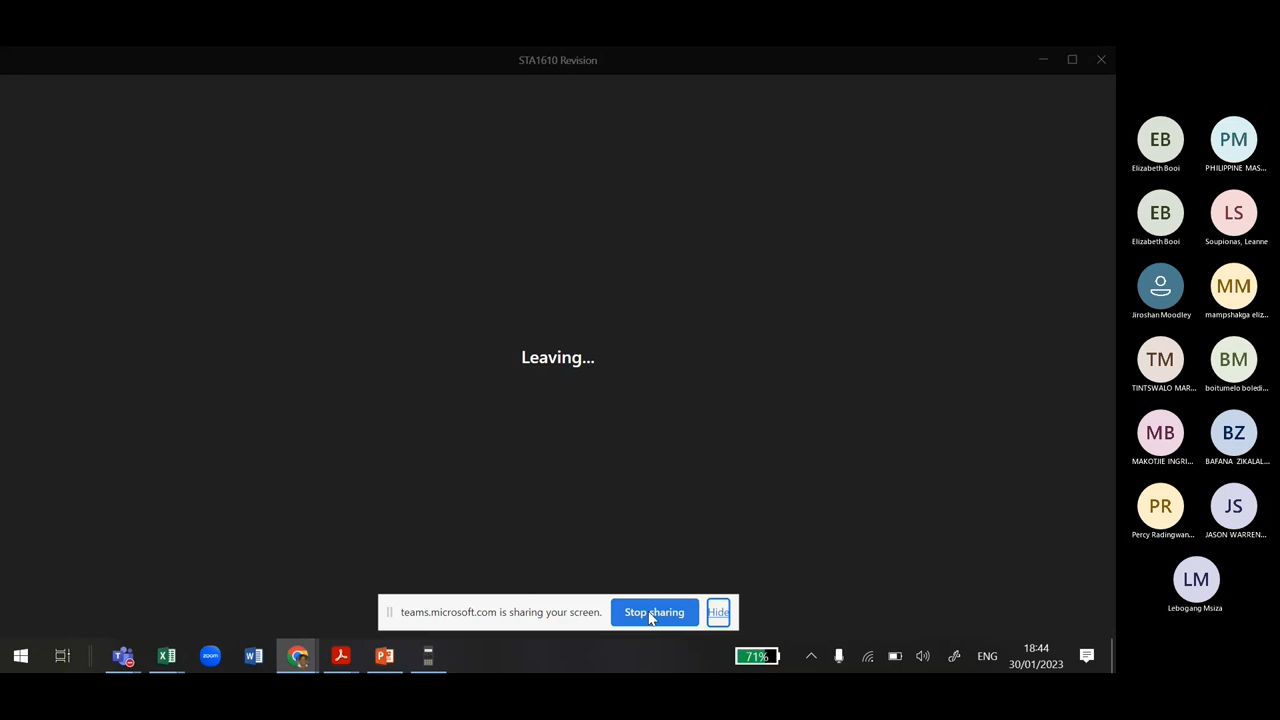 STA1610 Revision
EB
PM
Elizabeth Booi
PHILIPPINE MAS...
EB
LS
Elizabeth Booi
Soupionas, Leanne
MM
Jiroshan Moodley
mampshakga eliz...
TM
BM
TINTSWALO MAR...
boitumelo boledi...
Leaving...
MB
BZ
MAKOTJIE INGRI...
BAFANA ZIKALAL...
PR
JS
Percy Radingwan...
JASON WARREN...
LM
Lebogang Msiza
teams.microsoft.com is sharing your screen.
Stop sharing
Hide
71%
ENG
18:44
30/01/2023
zoom